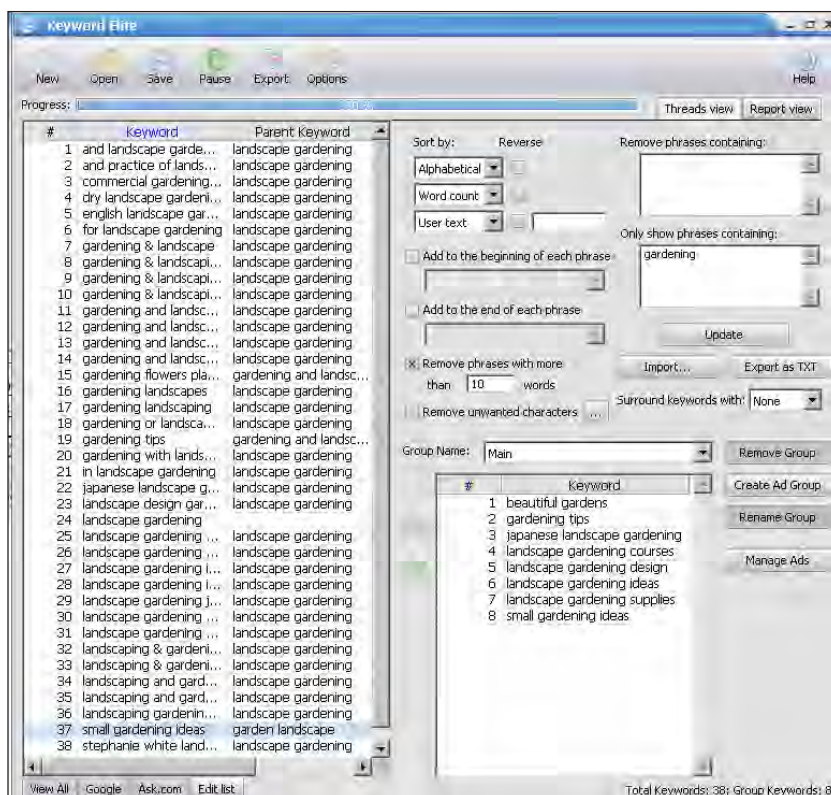 Keyword Elite
New Open Save Pause Export Options Help
Progress:
Threads view Report view
# Keyword Parent Keyword
1 and landscape garde... landscape gardening
2 and practice of lands... landscape gardening
3 commercial gardening... landscape gardening
4 dry landscape gardeni... landscape gardening
5 english landscape gar... landscape gardening
6 for landscape gardening landscape gardening
7 gardening & landscape landscape gardening
8 gardening & landscapi... landscape gardening
9 gardening & landscapi... landscape gardening
10 gardening & landscapi... landscape gardening
11 gardening and landsc... landscape gardening
12 gardening and landsc... landscape gardening
13 gardening and landsc... landscape gardening
14 gardening and landsc... landscape gardening
15 gardening flowers pla... gardening and landsc...
16 gardening landscapes landscape gardening
17 gardening landscaping landscape gardening
18 gardening or landsca... landscape gardening
19 gardening tips gardening and landsc...
20 gardening with lands... landscape gardening
21 in landscape gardening landscape gardening
22 japanese landscape g... landscape gardening
23 landscape design gar... landscape gardening
24 landscape gardening
25 landscape gardening ... landscape gardening
26 landscape gardening ... landscape gardening
27 landscape gardening i... landscape gardening
28 landscape gardening i... landscape gardening
29 landscape gardening j... landscape gardening
30 landscape gardening ... landscape gardening
31 landscape gardening ... landscape gardening
32 landscaping & gardeni... landscape gardening
33 landscaping & gardeni... landscape gardening
34 landscaping and gard... landscape gardening
35 landscaping and gard... landscape gardening
36 landscaping gardenin... landscape gardening
37 small gardening ideas garden landscape
38 stephanie white land... landscape gardening
View All Google Ask.com Edit list
Sort by: Reverse
Alphabetical
Word count
User text
Add to the beginning of each phrase
Add to the end of each phrase
Remove phrases with more
than 10 words
Remove unwanted characters ...
Remove phrases containing:
Only show phrases containing:
gardening
Update
Import... Export as TXT
Surround keywords with: None
Group Name: Main
# Keyword
1 beautiful gardens
2 gardening tips
3 japanese landscape gardening
4 landscape gardening courses
5 landscape gardening design
6 landscape gardening ideas
7 landscape gardening supplies
8 small gardening ideas
Remove Group
Create Ad Group
Rename Group
Manage Ads
Total Keywords: 38; Group Keywords: 8